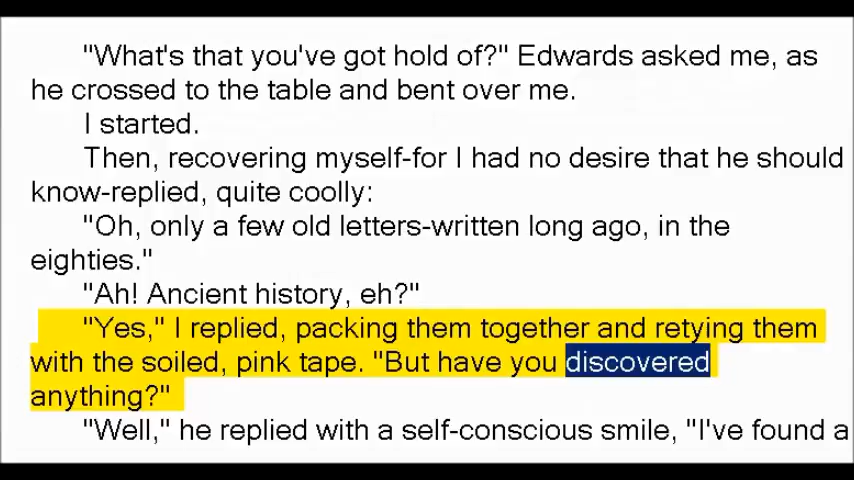 "What's that you've got hold of?" Edwards asked me, as
he crossed to the table and bent over me.
I started.
Then, recovering myself-for I had no desire that he should
know-replied, quite coolly:
"Oh, only a few old letters-written long ago, in the
eighties."
"Ah! Ancient history, eh?"
"Yes," I replied, packing them together and retying them
with the soiled, pink tape. "But have you discovered
anything?"
"Well," he replied with a self-conscious smile, "I've found a